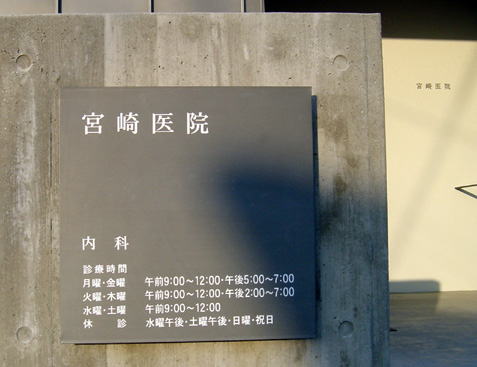 宮崎医院
内科
診療時間
月曜・金曜 午前9:00〜12:00・午後5:00〜7:00
火曜・木曜 午前9:00〜12:00・午後2:00〜7:00
水曜・土曜 午前9:00〜12:00
休診 水曜午後・土曜午後・日曜・祝日
宮崎医院